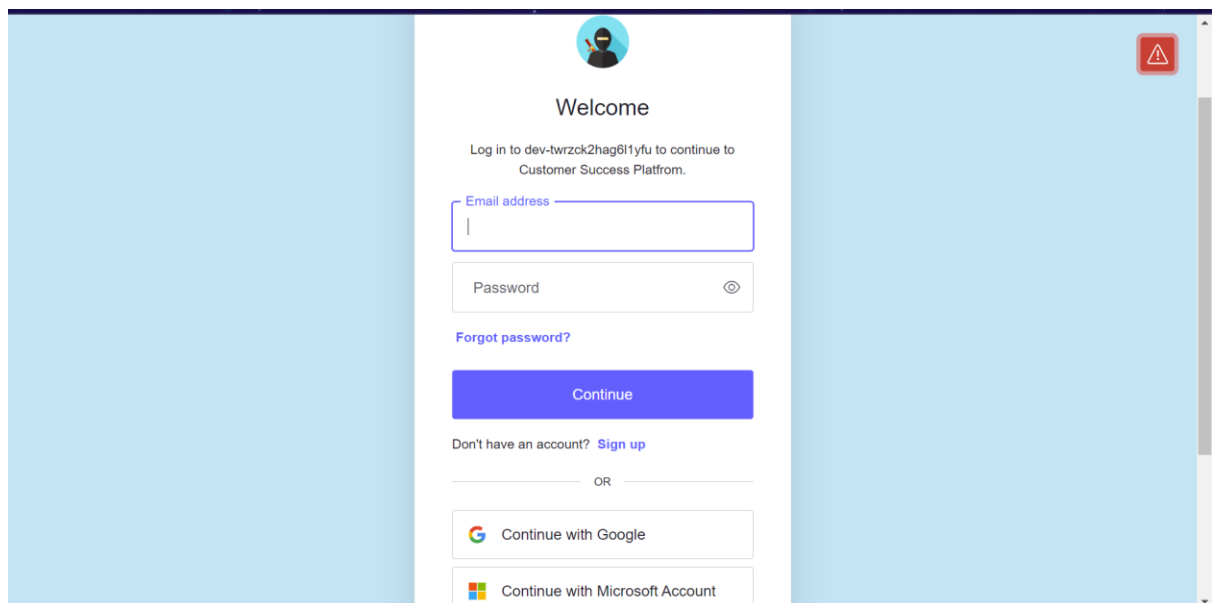 Welcome
Log in to dev-twrzck2hag6l1yfu to continue to
Customer Success Platfrom.
Email address
Password
Forgot password?
Continue
Don't have an account? Sign up
OR
Continue with Google
Continue with Microsoft Account